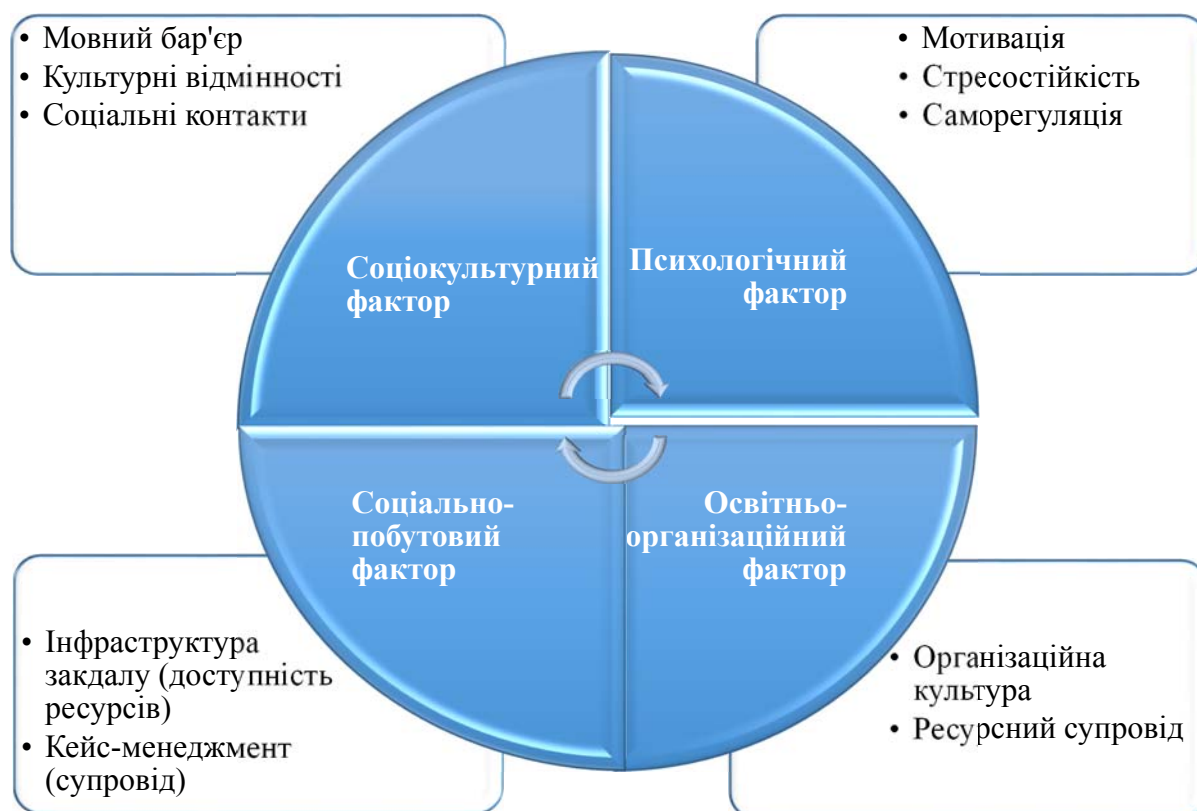 • Мовний бар'єр
• Культурні відмінності
• Соціальні контакти
• Мотивація
• Стресостійкість
• Саморегуляція
Соціокультурний
фактор
Психологічний
фактор
Соціально-
побутовий
фактор
Освітньо-
організаційний
фактор
• Інфраструктура
закдалу (доступність
ресурсів)
• Кейс-менеджмент
(супровід)
• Організаційна
культура
• Ресурсний супровід